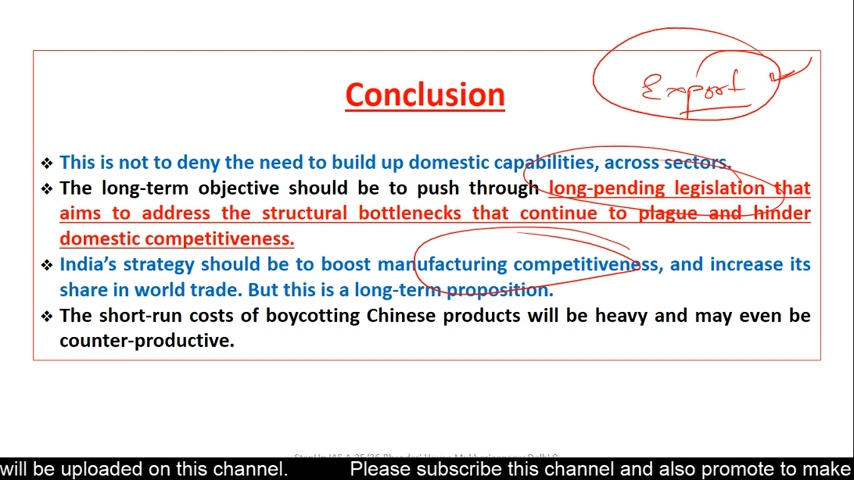 Export
Conclusion
❖ This is not to deny the need to build up domestic capabilities, across sectors.
❖ The long-term objective should be to push through long-pending legislation that
aims to address the structural bottlenecks that continue to plague and hinder
domestic competitiveness.
❖ India's strategy should be to boost manufacturing competitiveness, and increase its
share in world trade. But this is a long-term proposition.
❖ The short-run costs of boycotting Chinese products will be heavy and may even be
counter-productive.
will be uploaded on this channel. Please subscribe this channel and also promote to make